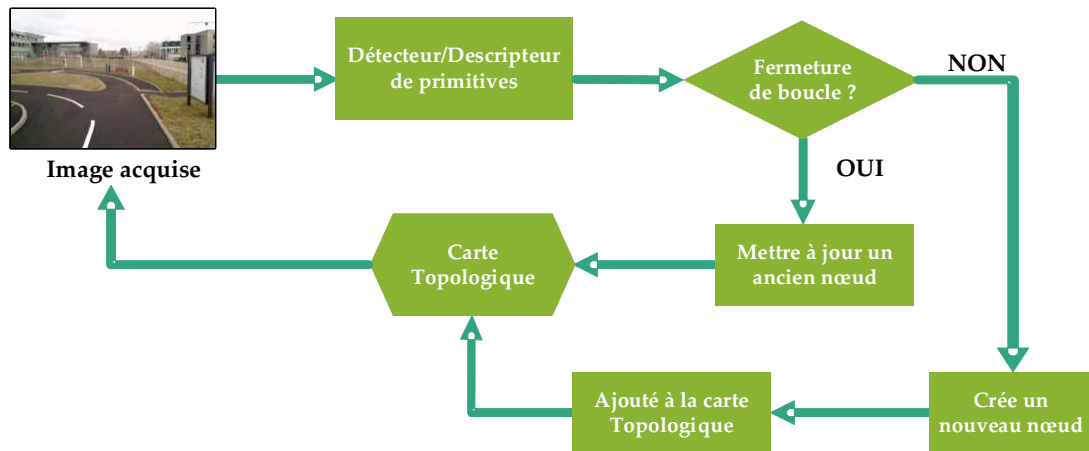 Image acquise
Détecteur/Descripteur
de primitives
Fermeture
de boucle ?
NON
OUI
Mettre à jour un
ancien nœud
Carte
Topologique
Ajouté à la carte
Topologique
Crée un
nouveau nœud